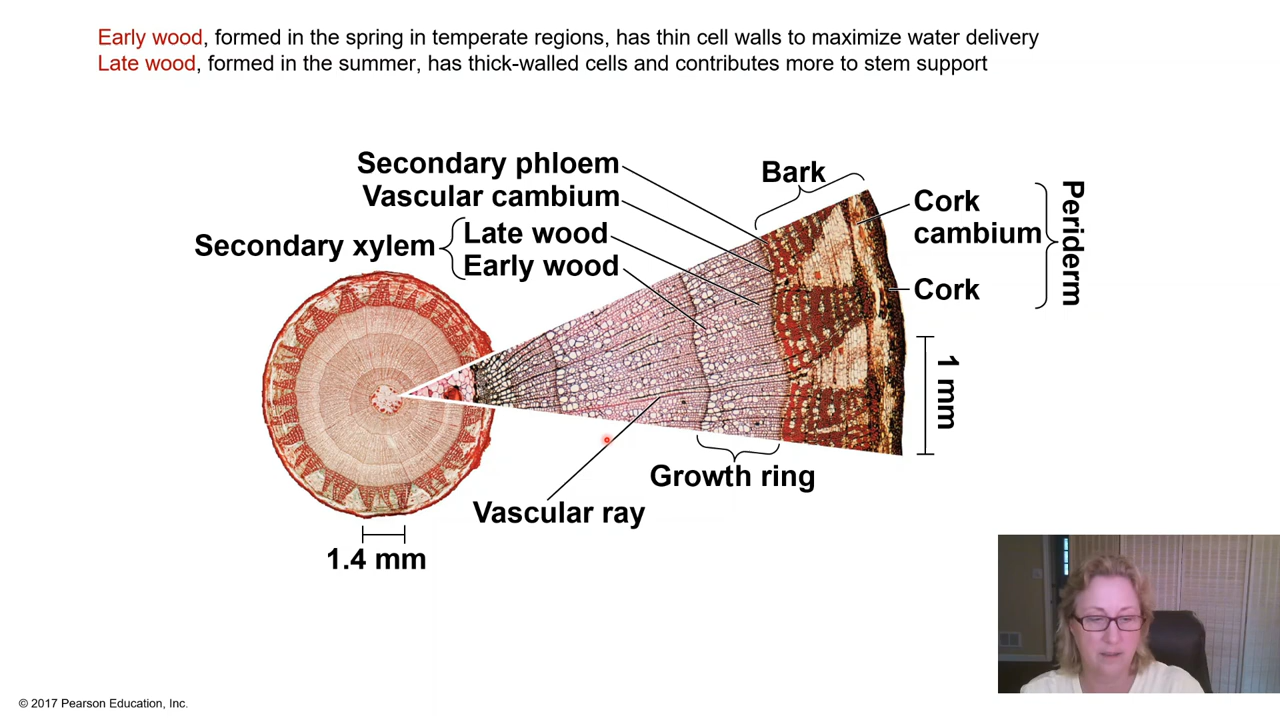 Early wood, formed in the spring in temperate regions, has thin cell walls to maximize water delivery
Late wood, formed in the summer, has thick-walled cells and contributes more to stem support
Secondary phloem
Vascular cambium
Secondary xylem
Late wood
Early wood
Bark
Cork
cambium
Cork
Periderm
1 mm
Growth ring
Vascular ray
1.4 mm
© 2017 Pearson Education, Inc.